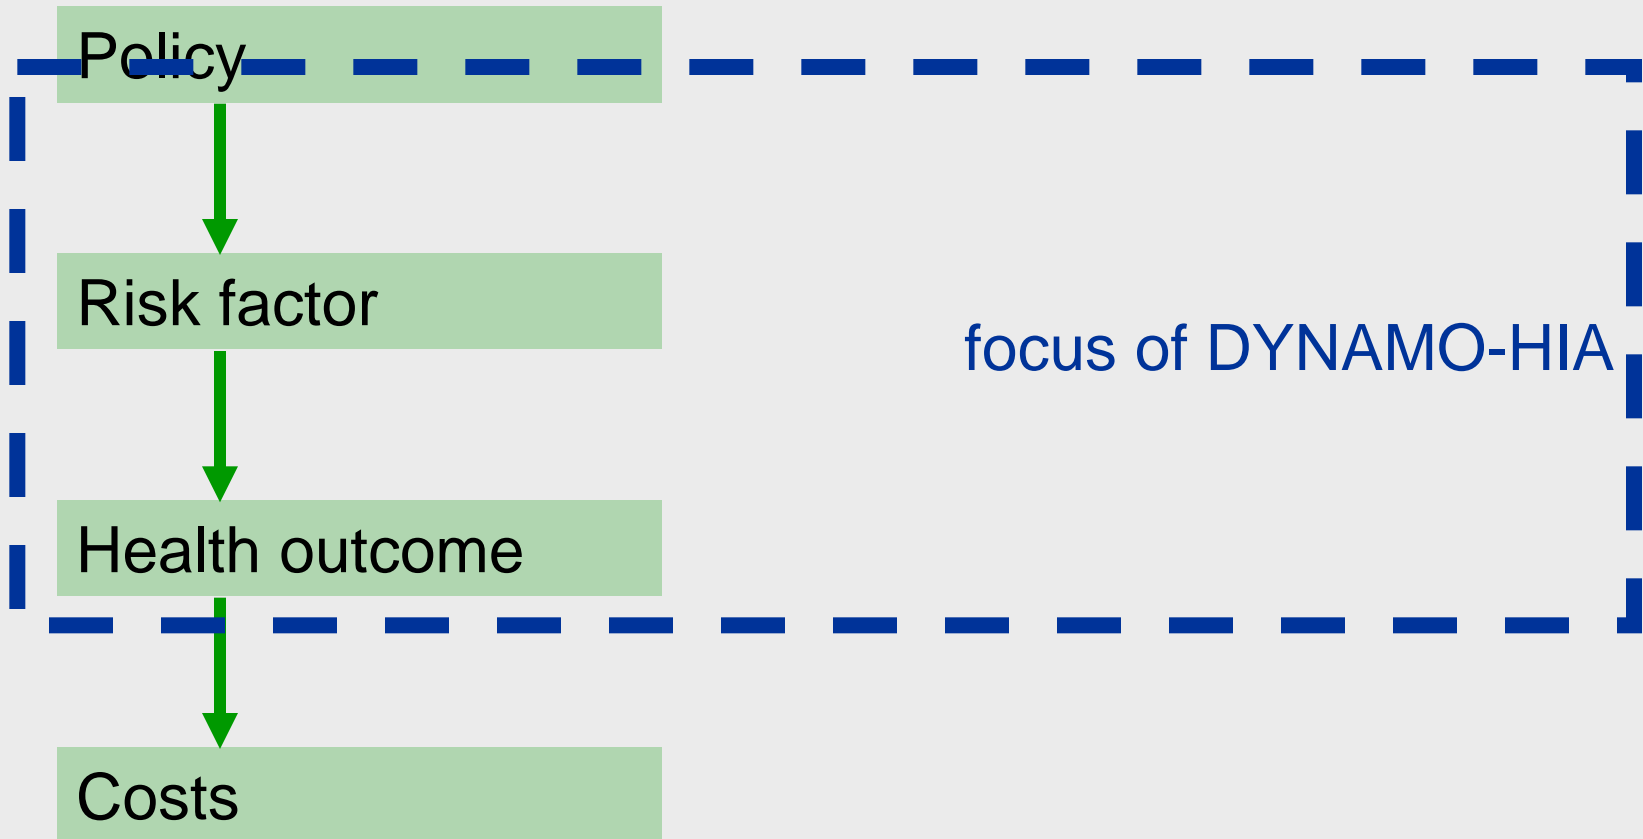 Policy
Risk factor
focus of DYNAMO-HIA
Health outcome
Costs